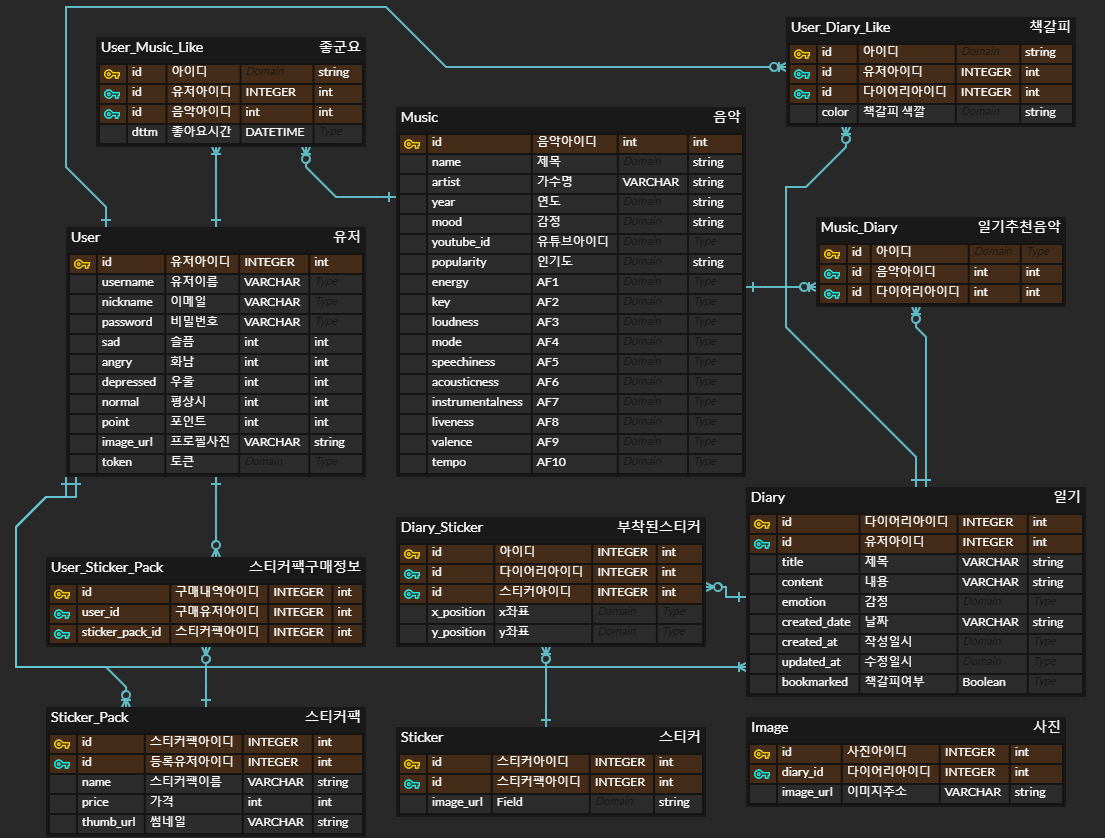 User_Music_Like 좋군요
id 아이디 Domain string
id 유저아이디 INTEGER int
id 음악아이디 int int
dttm 좋아요시간 DATETIME Type
User_Diary_Like 책갈피
id 아이디 Domain string
id 유저아이디 INTEGER int
id 다이어리아이디 INTEGER int
color 책갈피 색깔 Domain string
Music 음악
id 음악아이디 int int
name 제목 Domain string
artist 가수명 VARCHAR string
year 연도 Domain string
mood 감정 Domain string
youtube_id 유튜브아이디 Domain Type
popularity 인기도 Domain string
energy AF1 Domain Type
key AF2 Domain Type
loudness AF3 Domain Type
mode AF4 Domain Type
speechiness AF5 Domain Type
acousticness AF6 Domain Type
instrumentalness AF7 Domain Type
liveness AF8 Domain Type
valence AF9 Domain Type
tempo AF10 Domain Type
Music_Diary 일기추천음악
id 아이디 Domain Type
id 음악아이디 int int
id 다이어리아이디 int int
User 유저
id 유저아이디 INTEGER int
username 유저이름 VARCHAR Type
nickname 이메일 VARCHAR Type
password 비밀번호 VARCHAR Type
sad 슬픔 int int
angry 화남 int int
depressed 우울 int int
normal 평상시 int int
point 포인트 int int
image_url 프로필사진 VARCHAR string
token 토큰 Domain Type
Diary 일기
id 다이어리아이디 INTEGER int
id 유저아이디 INTEGER int
title 제목 VARCHAR string
content 내용 VARCHAR string
emotion 감정 Domain Type
created_date 날짜 VARCHAR string
created_at 작성일시 Domain Type
updated_at 수정일시 Domain Type
bookmarked 책갈피여부 Boolean Type
Diary_Sticker 부착된스티커
id 아이디 INTEGER int
id 다이어리아이디 INTEGER int
id 스티커아이디 INTEGER int
x_position x좌표 Domain Type
y_position y좌표 Domain Type
User_Sticker_Pack 스티커팩구매정보
id 구매내역아이디 INTEGER int
user_id 구매유저아이디 INTEGER int
sticker_pack_id 스티커팩아이디 INTEGER int
Sticker_Pack 스티커팩
id 스티커팩아이디 INTEGER int
id 등록유저아이디 INTEGER int
name 스티커팩이름 VARCHAR string
price 가격 int int
thumb_url 썸네일 VARCHAR string
Sticker 스티커
id 스티커아이디 INTEGER int
id 스티커팩아이디 INTEGER int
image_url Field Domain string
Image 사진
id 사진아이디 INTEGER int
diary_id 다이어리아이디 INTEGER int
image_url 이미지주소 VARCHAR string